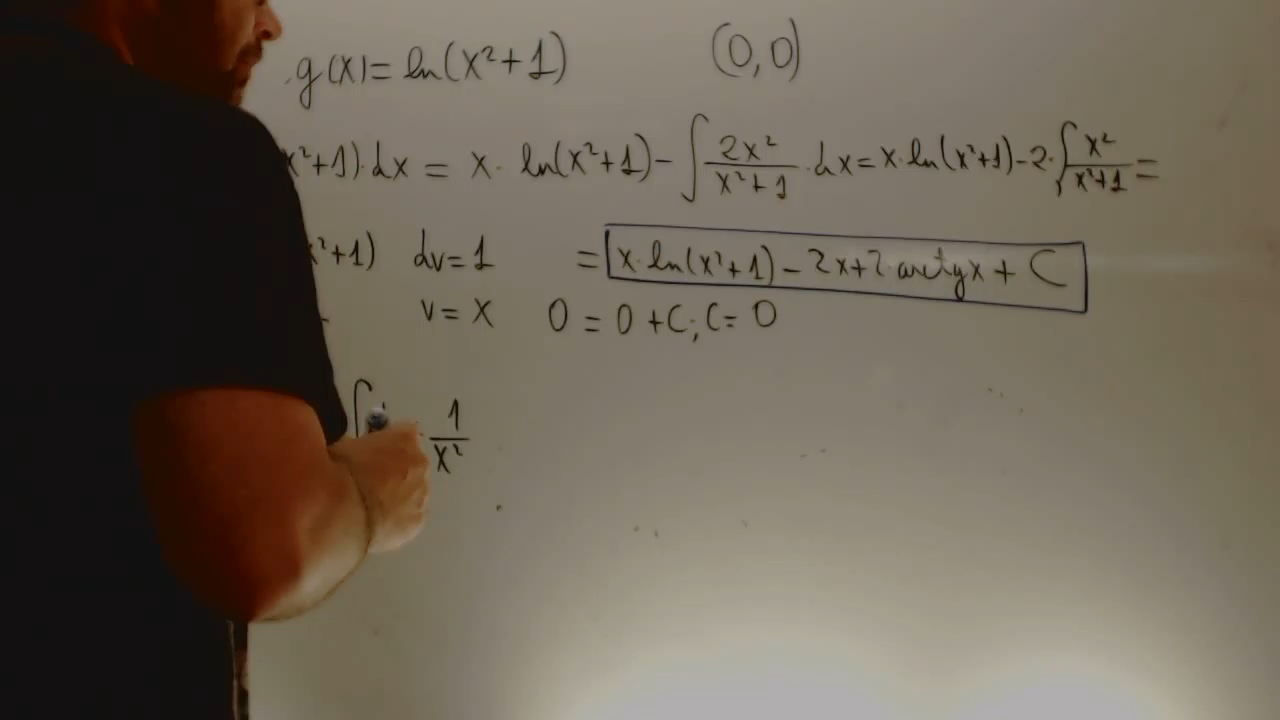 g(x) = ln(x²+1) (0,0)
x²+1)·dx = x· ln(x²+1) - ∫ 2x²/(x²+1) ·dx = x·ln(x²+1) - 2·∫ x²/(x²+1) =
x²+1) dv = 1 = x·ln(x²+1) - 2x + 2 arctgx + C
v = x 0 = 0 + C; C = 0
∫ 1/x²